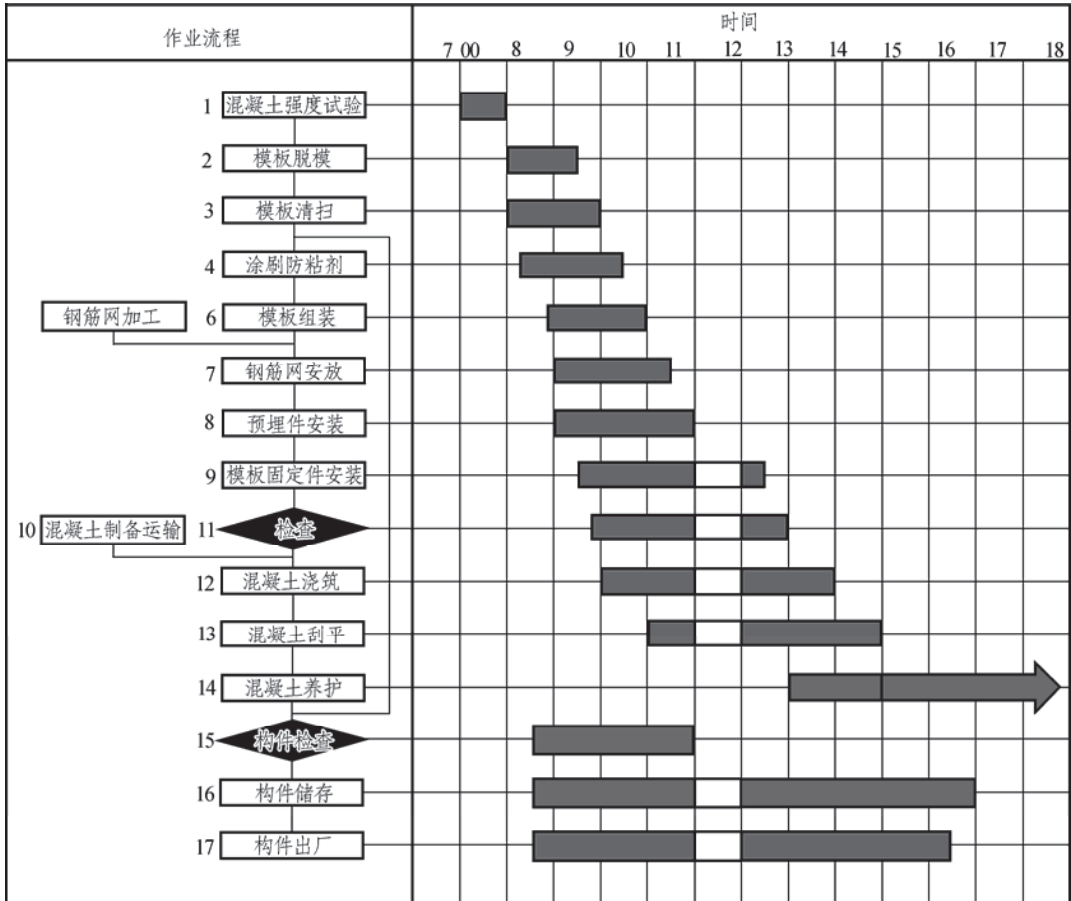 作业流程
时间
7 00 8 9 10 11 12 13 14 15 16 17 18
1 混凝土强度试验
2 模板脱模
3 模板清扫
4 涂刷防粘剂
钢筋网加工 6 模板组装
7 钢筋网安放
8 预埋件安装
9 模板固定件安装
10 混凝土制备运输 11 检查
12 混凝土浇筑
13 混凝土刮平
14 混凝土养护
15 构件检查
16 构件储存
17 构件出厂